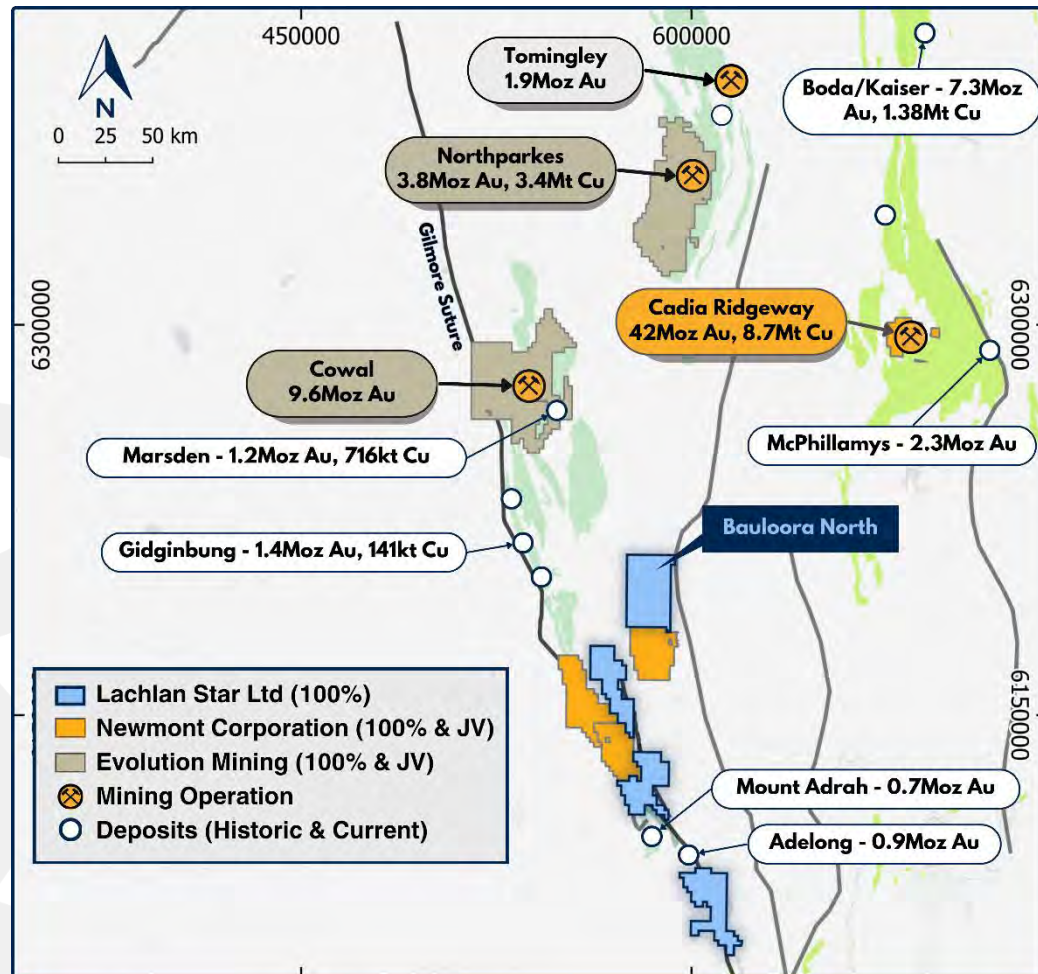 450000
600000
N
0 25 50 km
Tomingley
1.9Moz Au
Boda/Kaiser - 7.3Moz
Au, 1.38Mt Cu
Northparkes
3.8Moz Au, 3.4Mt Cu
Gilmore Suture
6300000
6300000
Cadia Ridgeway
42Moz Au, 8.7Mt Cu
Cowal
9.6Moz Au
Marsden - 1.2Moz Au, 716kt Cu
McPhillamys - 2.3Moz Au
Bauloora North
Gidginbung - 1.4Moz Au, 141kt Cu
Lachlan Star Ltd (100%)
Newmont Corporation (100% & JV)
Evolution Mining (100% & JV)
Mining Operation
Deposits (Historic & Current)
6150000
Mount Adrah - 0.7Moz Au
Adelong - 0.9Moz Au